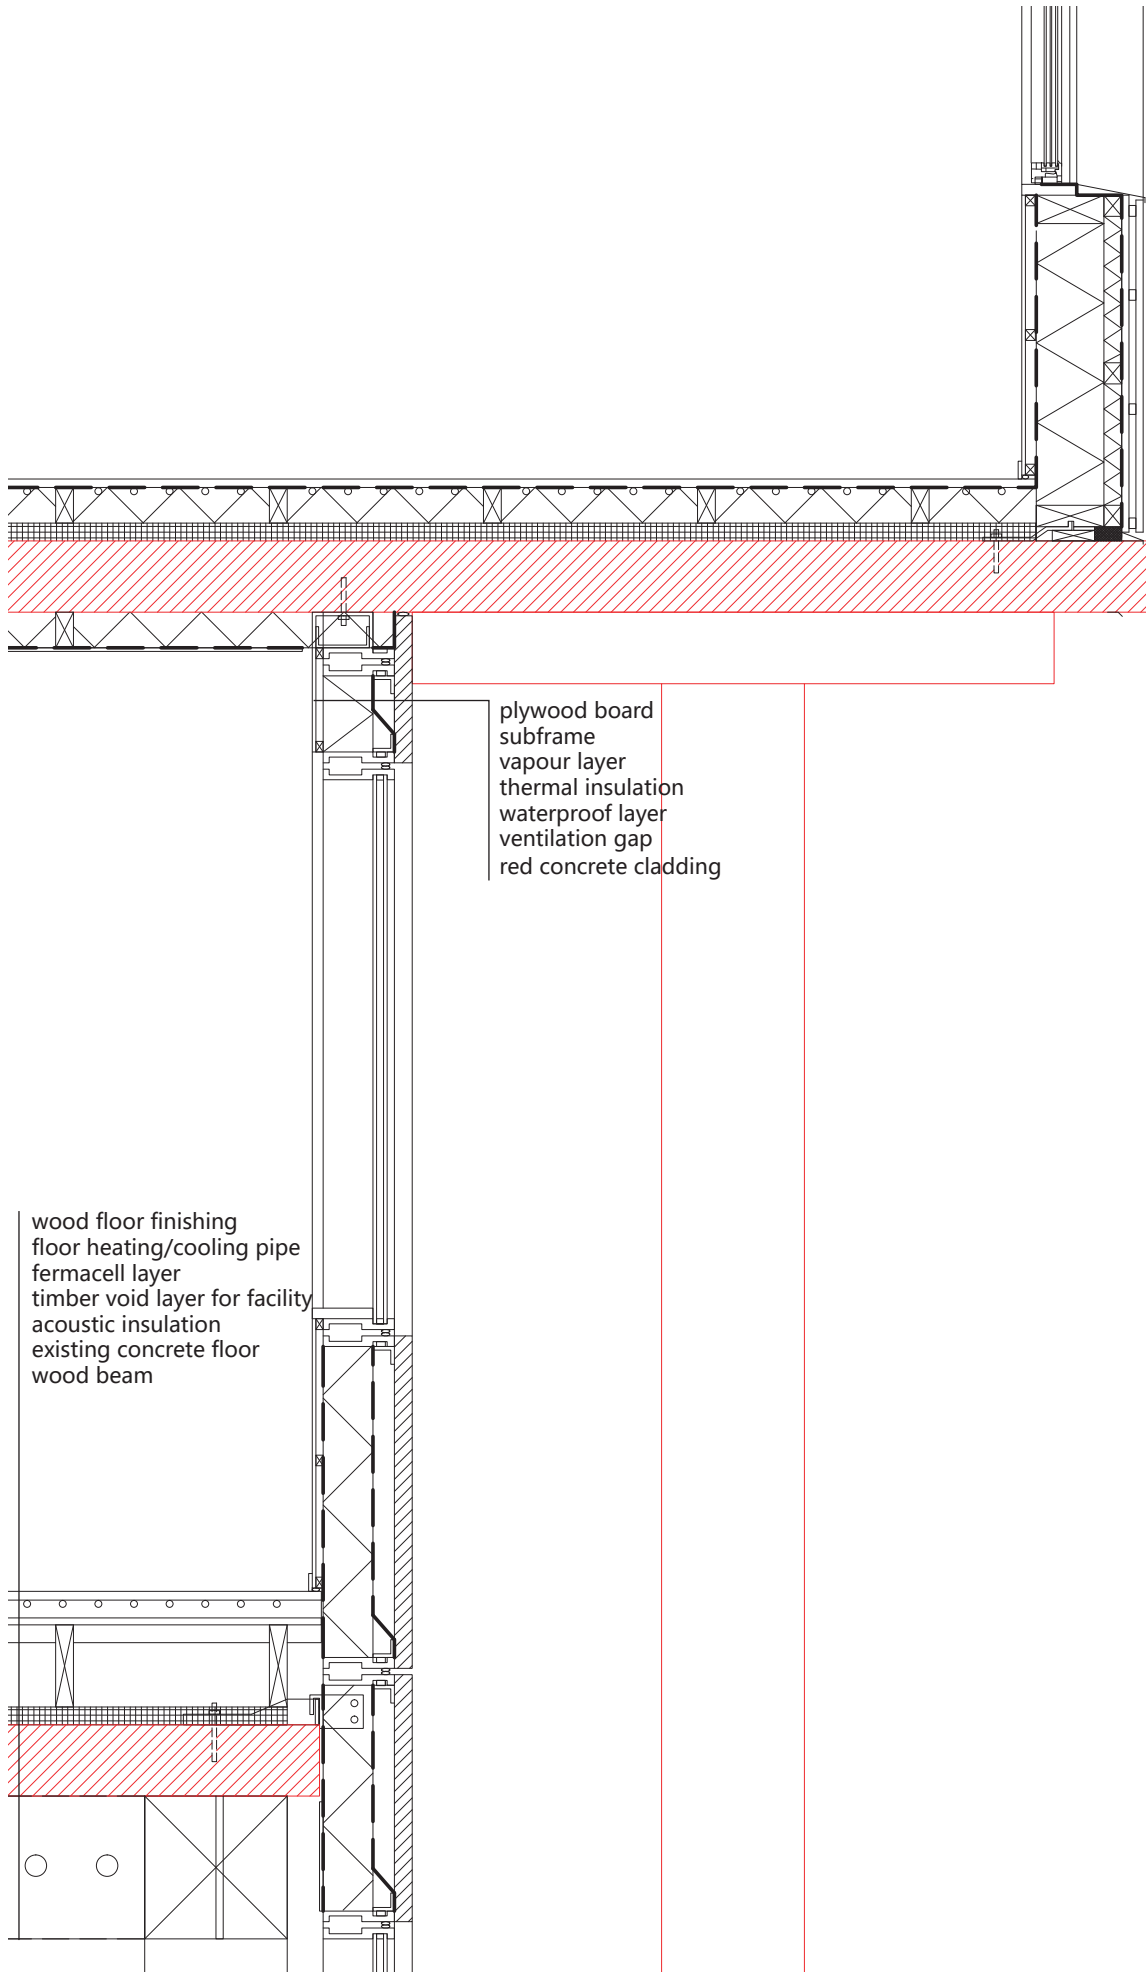 plywood board
subframe
vapour layer
thermal insulation
waterproof layer
ventilation gap
red concrete cladding
wood floor finishing
floor heating/cooling pipe
fermacell layer
timber void layer for facility
acoustic insulation
existing concrete floor
wood beam